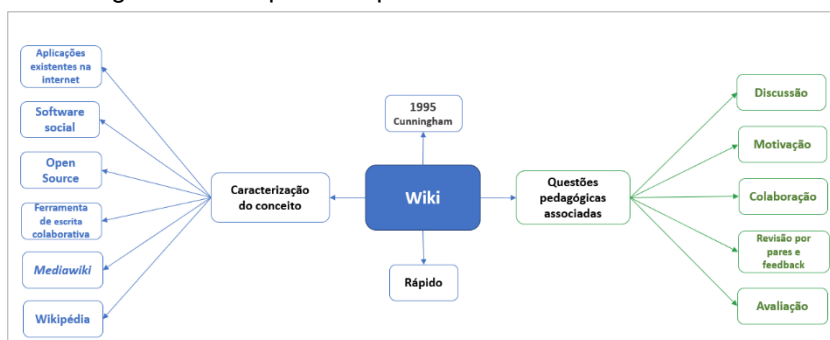 Aplicações
existentes na
internet
Software
social
Open
Source
Ferramenta
de escrita
colaborativa
Mediawiki
Wikipédia
Caracterização
do conceito
1995
Cunningham
Wiki
Rápido
Questões
pedagógicas
associadas
Discussão
Motivação
Colaboração
Revisão por
pares e
feedback
Avaliação